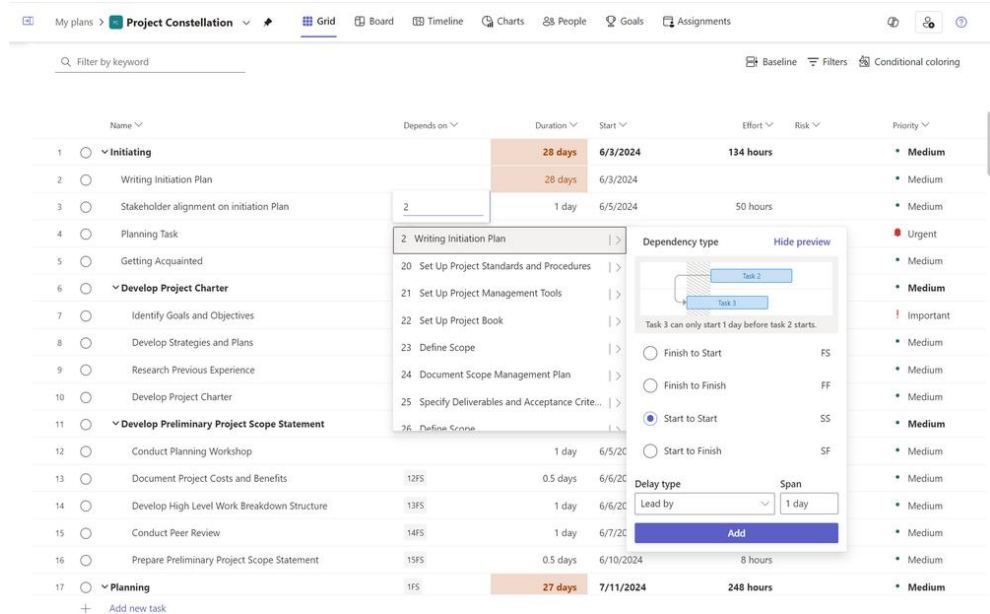 My plans > Project Constellation Grid Board Timeline Charts People Goals Assignments
Filter by keyword Baseline Filters Conditional coloring
Name Depends on Duration Start Effort Risk Priority
1 Initiating 28 days 6/3/2024 134 hours Medium
2 Writing Initiation Plan 28 days 6/3/2024 Medium
3 Stakeholder alignment on initiation Plan 2 1 day 6/5/2024 50 hours Medium
4 Planning Task Urgent
5 Getting Acquainted Medium
6 Develop Project Charter Medium
7 Identify Goals and Objectives Important
8 Develop Strategies and Plans Medium
9 Research Previous Experience Medium
10 Develop Project Charter Medium
11 Develop Preliminary Project Scope Statement Medium
12 Conduct Planning Workshop 1 day 6/5/20 Medium
13 Document Project Costs and Benefits 12FS 0.5 days 6/6/20 Medium
14 Develop High Level Work Breakdown Structure 13FS 1 day 6/6/20 Medium
15 Conduct Peer Review 14FS 1 day 6/7/20 Medium
16 Prepare Preliminary Project Scope Statement 15FS 0.5 days 6/10/2024 8 hours Medium
17 Planning 1FS 27 days 7/11/2024 248 hours Medium
Add new task
2 Writing Initiation Plan
20 Set Up Project Standards and Procedures
21 Set Up Project Management Tools
22 Set Up Project Book
23 Define Scope
24 Document Scope Management Plan
25 Specify Deliverables and Acceptance Crite...
26 Define Scope
Dependency type Hide preview
Task 2
Task 3
Task 3 can only start 1 day before task 2 starts.
Finish to Start FS
Finish to Finish FF
Start to Start SS
Start to Finish SF
Delay type Span
Lead by 1 day
Add